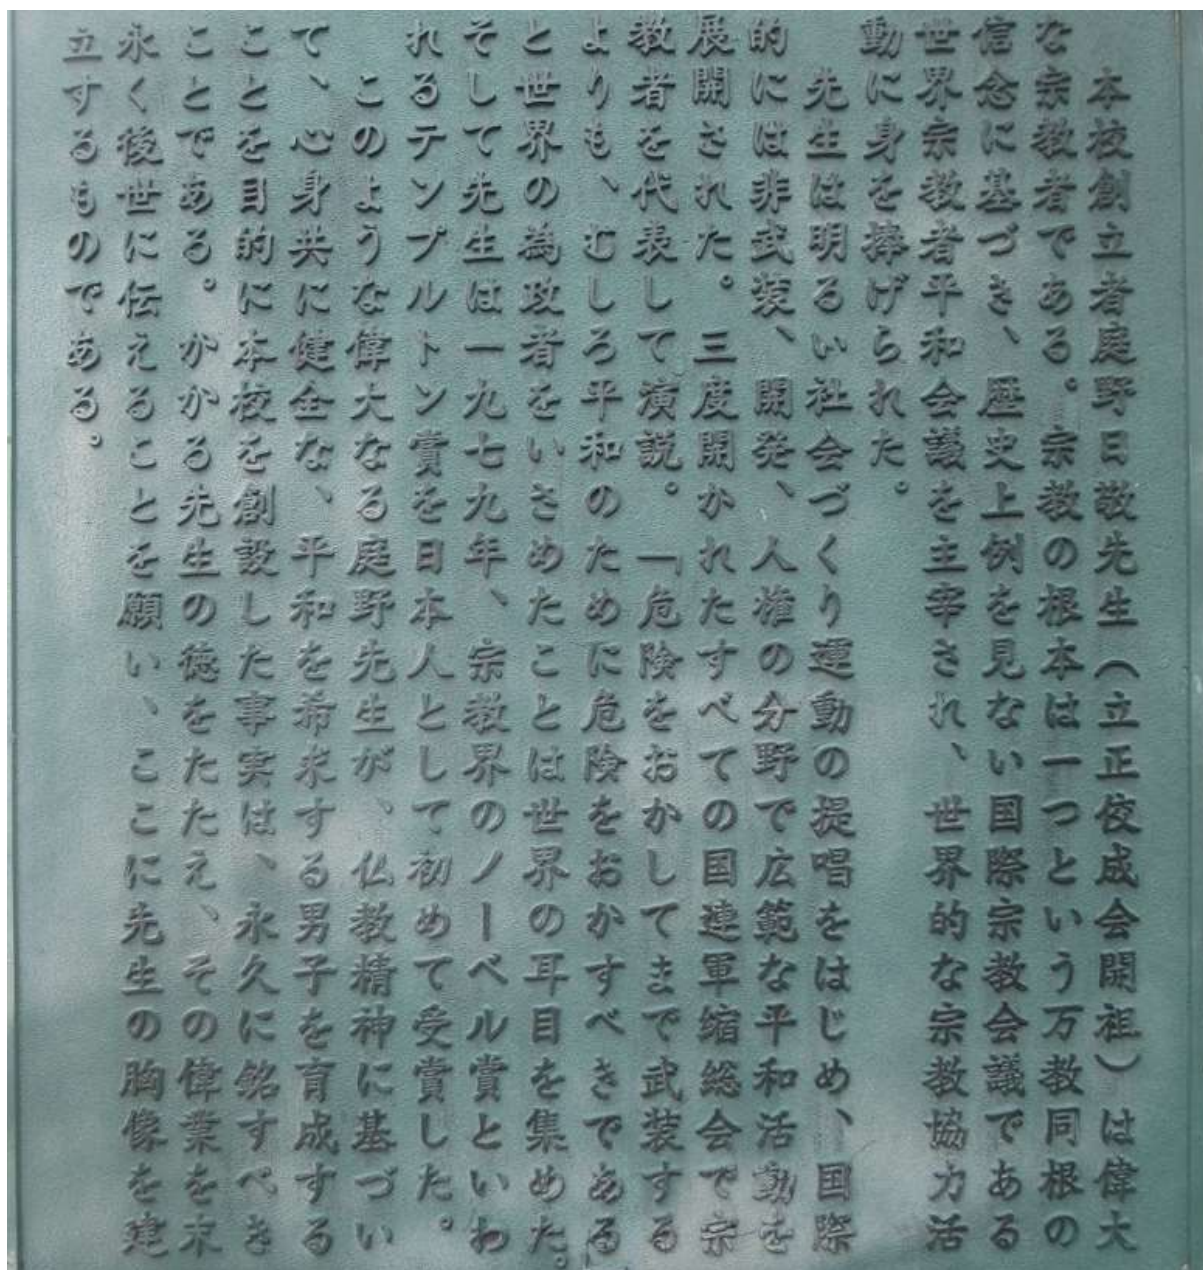 本校創立者庭野日敬先生（立正佼成会開祖）は偉大
な宗教者である。宗教の根本は一つという万教同根の
信念に基づき、歴史上例を見ない国際宗教会議である
世界宗教者平和会議を主宰され、世界的な宗教協力活
動に身を捧げられた。
先生は明るい社会づくり運動の提唱をはじめ、国際
的には非武装、開発、人権の分野で広範な平和活動を
展開された。三度開かれたすべての国連軍縮総会で宗
教者を代表して演説。「危険をおかしてまで武装する
よりも、むしろ平和のために危険をおかすべきである」
と世界の為政者をいさめたことは世界の耳目を集めた。
そして先生は一九七九年、宗教界のノーベル賞といわ
れるテンプルトン賞を日本人として初めて受賞した。
このような偉大なる庭野先生が、仏教精神に基づい
て、心身共に健全な、平和を希求する男子を育成する
ことを目的に本校を創設した事実は、永久に銘すべき
ことである。かかる先生の徳をたたえ、その偉業を末
永く後世に伝えることを願い、ここに先生の胸像を建
立するものである。